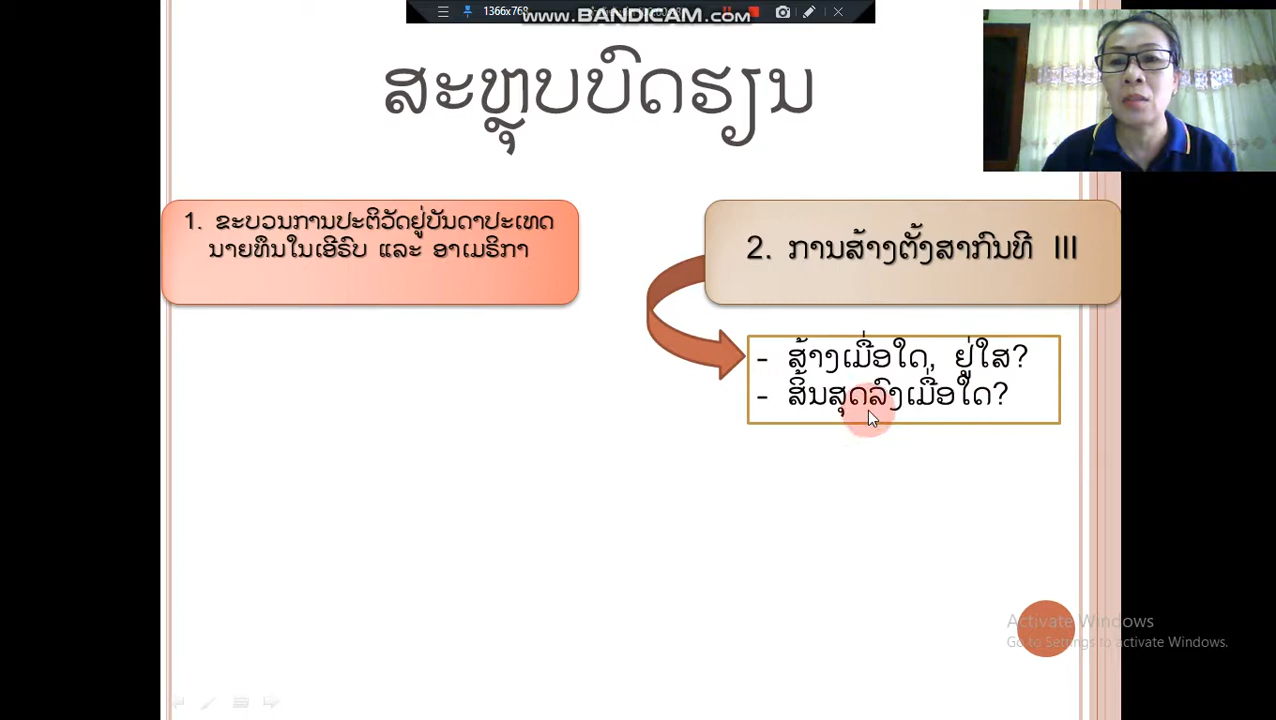 1366x768
www.BANDICAM.com
ສະຫຼຸບບົດຮຽນ
1. ຂະບວນການປະຕິວັດຢູ່ບັນດາປະເທດ
ນາຍທຶນໃນເອີຣົບ ແລະ ອາເມຣິກາ
2. ການສ້າງຕັ້ງສາກົນທີ III
- ສ້າງເມື່ອໃດ, ຢູ່ໃສ?
- ສິ້ນສຸດລົງເມື່ອໃດ?
Activate Windows
Go to Settings to activate Windows.